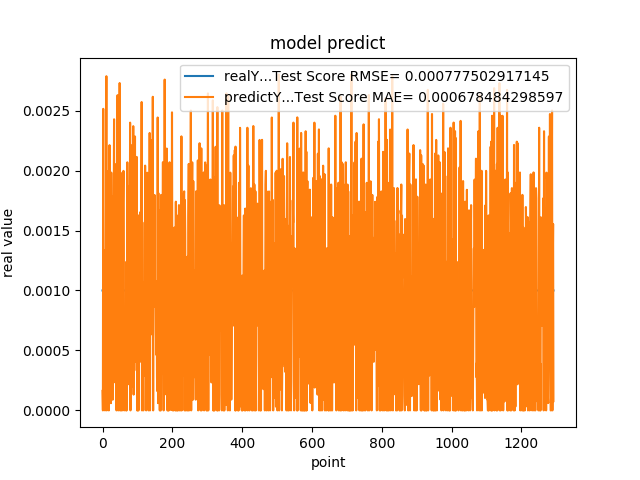 model predict
realY...Test Score RMSE= 0.000777502917145
predictY...Test Score MAE= 0.000678484298597
0.0025
0.0020
0.0015
0.0010
0.0005
0.0000
real value
0 200 400 600 800 1000 1200
point